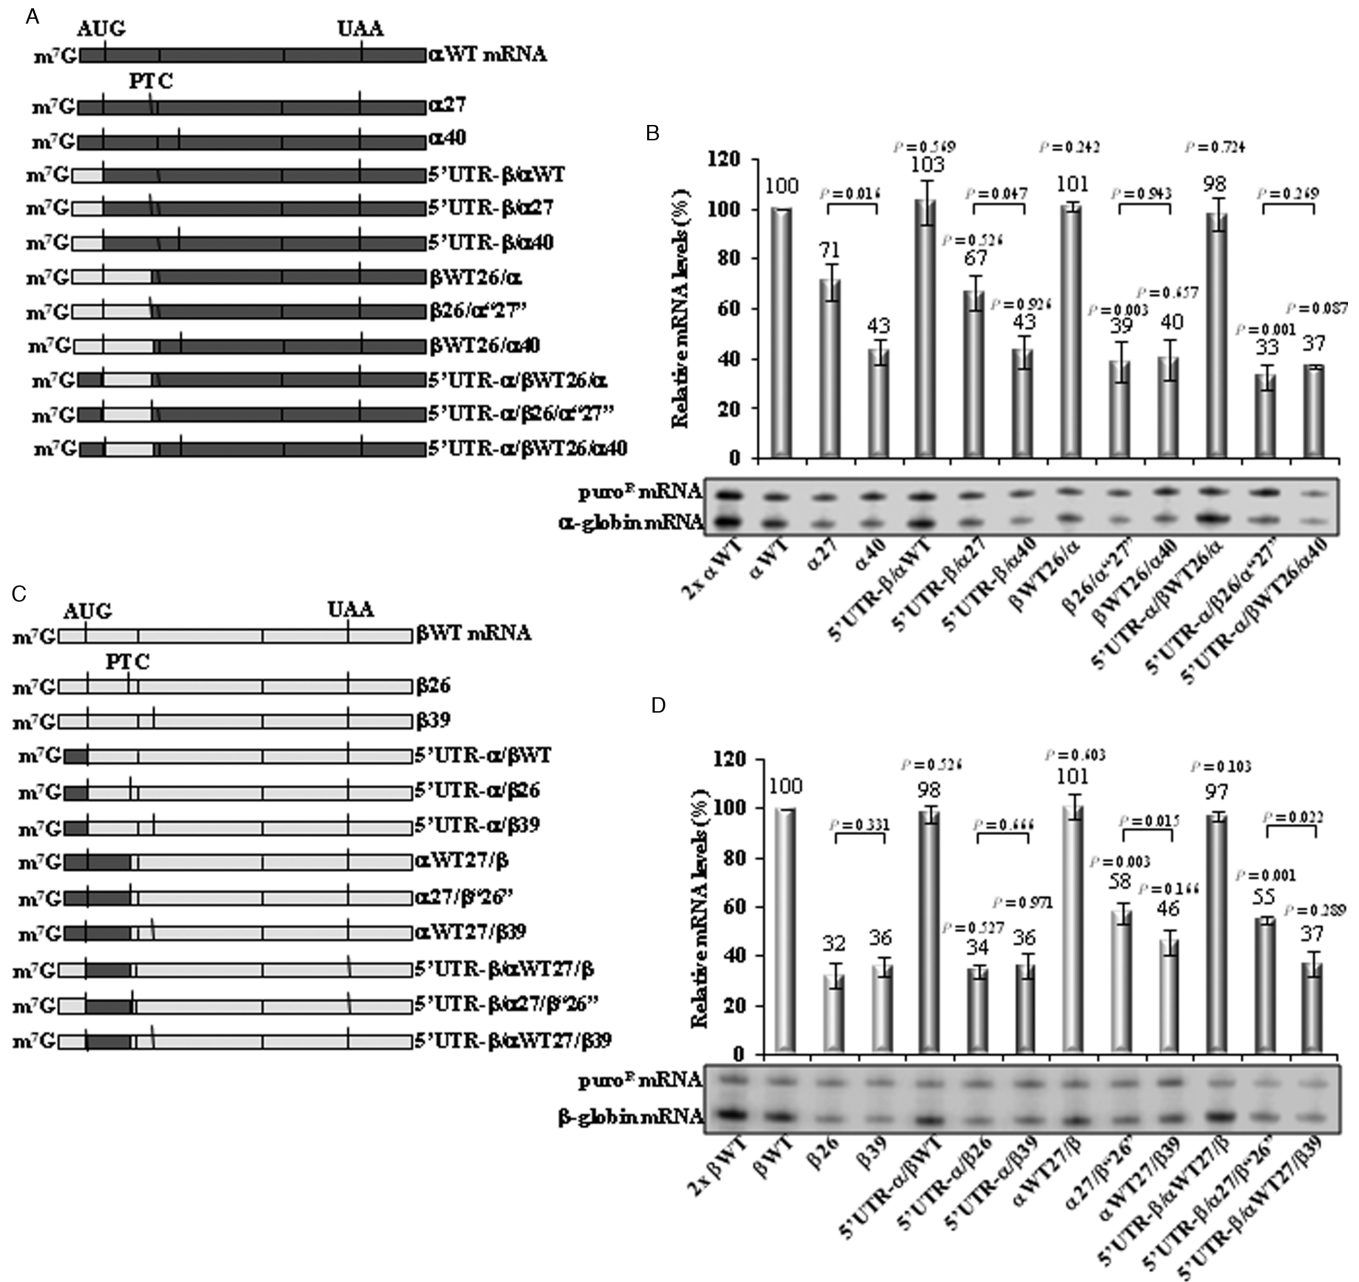 A
AUG UAA
m⁷G αWT mRNA
PTC
m⁷G α27
m⁷G α40
m⁷G 5’UTR-β/αWT
m⁷G 5’UTR-β/α27
m⁷G 5’UTR-β/α40
m⁷G βWT26/α
m⁷G β26/α“27”
m⁷G βWT26/α40
m⁷G 5’UTR-α/βWT26/α
m⁷G 5’UTR-α/β26/α“27”
m⁷G 5’UTR-α/βWT26/α40
B
Relative mRNA levels (%)
120
100
80
60
40
20
0
P = 0.569 P = 0.242 P = 0.724
P = 0.016 P = 0.047 P = 0.943 P = 0.269
P = 0.526 P = 0.926 P = 0.003 P = 0.657 P = 0.001 P = 0.087
100 71 43 103 67 43 101 39 40 98 33 37
puroᴿ mRNA
α-globin mRNA
2x αWT
αWT
α27
α40
5’UTR-β/αWT
5’UTR-β/α27
5’UTR-β/α40
βWT26/α
β26/α“27”
βWT26/α40
5’UTR-α/βWT26/α
5’UTR-α/β26/α“27”
5’UTR-α/βWT26/α40
C
AUG UAA
m⁷G βWT mRNA
PTC
m⁷G β26
m⁷G β39
m⁷G 5’UTR-α/βWT
m⁷G 5’UTR-α/β26
m⁷G 5’UTR-α/β39
m⁷G αWT27/β
m⁷G α27/β“26”
m⁷G αWT27/β39
m⁷G 5’UTR-β/αWT27/β
m⁷G 5’UTR-β/α27/β“26”
m⁷G 5’UTR-β/αWT27/β39
D
Relative mRNA levels (%)
120
100
80
60
40
20
0
P = 0.526 P = 0.603 P = 0.103
P = 0.331 P = 0.666 P = 0.015 P = 0.022
P = 0.527 P = 0.971 P = 0.003 P = 0.166 P = 0.001 P = 0.289
100 32 36 98 34 36 101 58 46 97 55 37
puroᴿ mRNA
β-globin mRNA
2x βWT
βWT
β26
β39
5’UTR-α/βWT
5’UTR-α/β26
5’UTR-α/β39
αWT27/β
α27/β“26”
αWT27/β39
5’UTR-β/αWT27/β
5’UTR-β/α27/β“26”
5’UTR-β/αWT27/β39